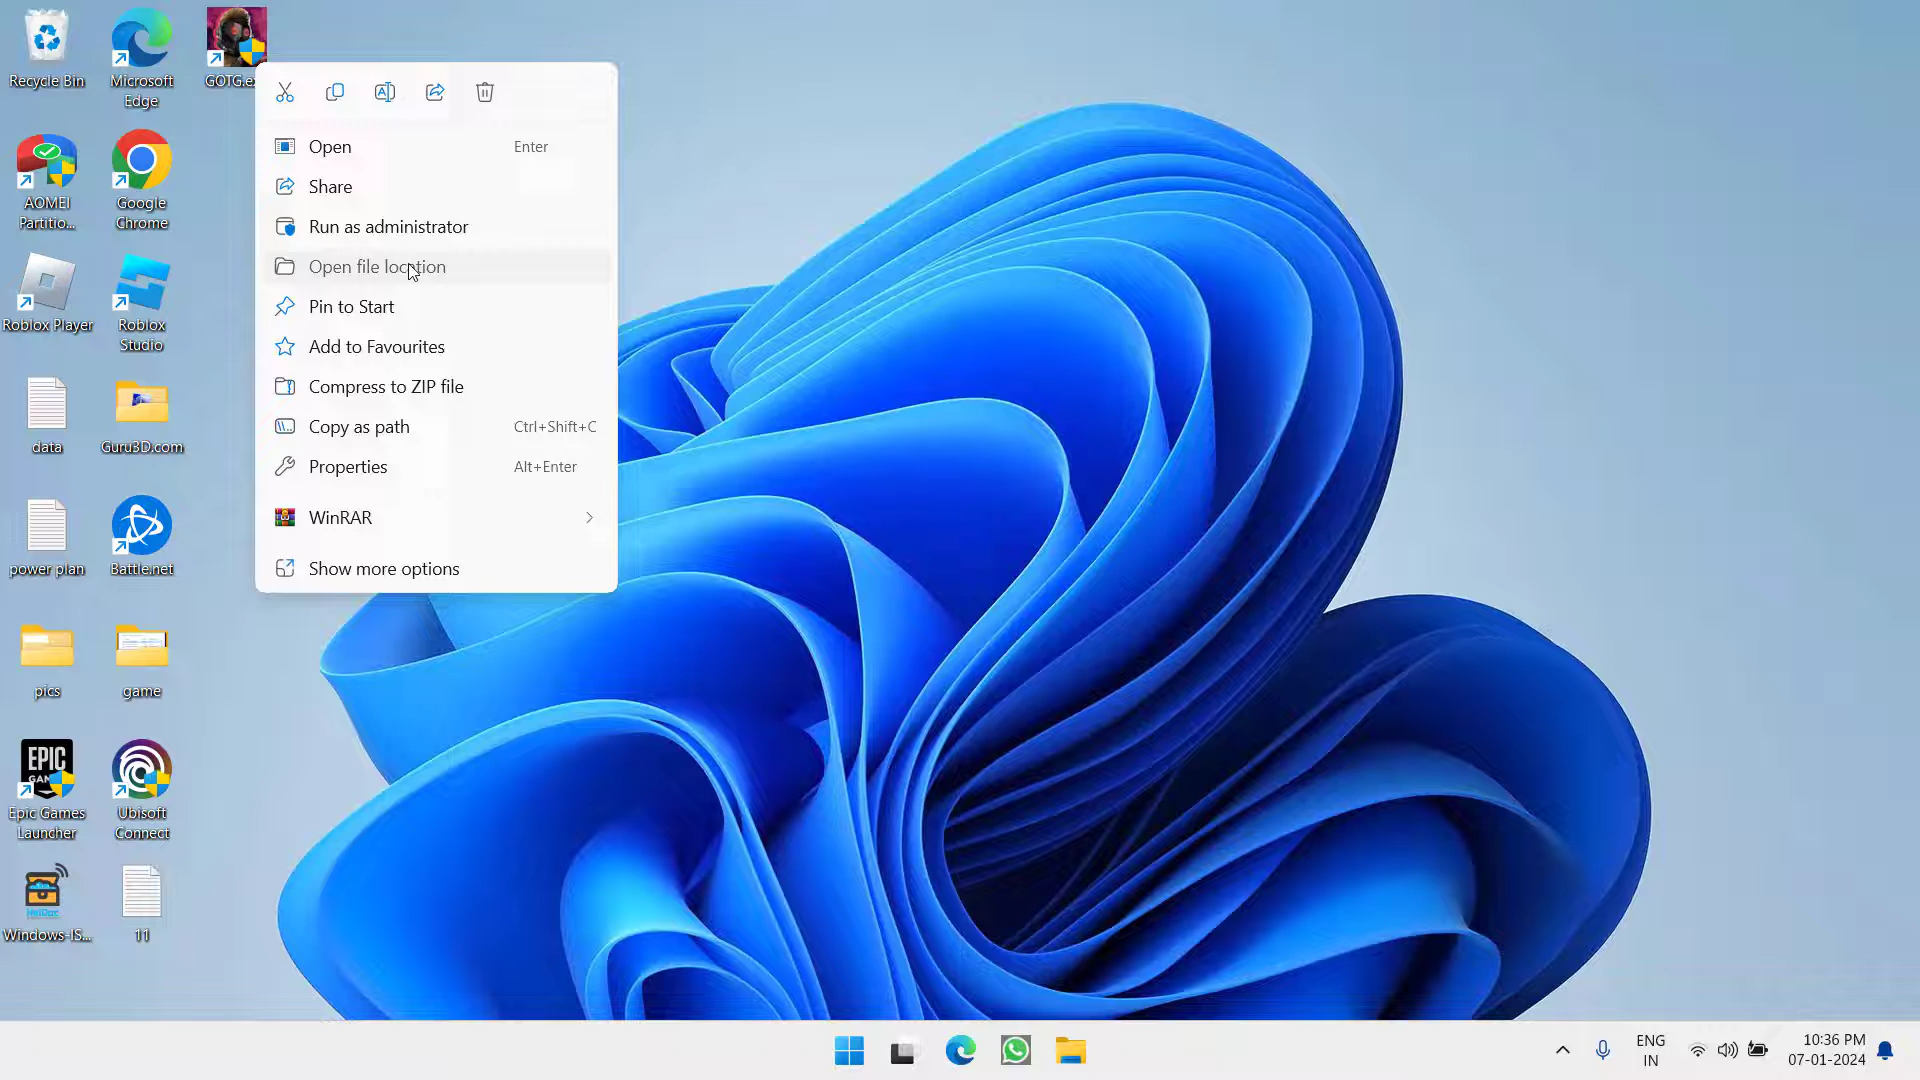 Recycle Bin
Microsoft
Edge
GOTG.ex
AOMEI
Partitio...
Google
Chrome
Roblox Player
Roblox
Studio
data
Guru3D.com
power plan
Battle.net
pics
game
EPIC
Epic Games
Launcher
Ubisoft
Connect
Windows-IS...
11
Open Enter
Share
Run as administrator
Open file location
Pin to Start
Add to Favourites
Compress to ZIP file
Copy as path Ctrl+Shift+C
Properties Alt+Enter
WinRAR
Show more options
ENG
IN
10:36 PM
07-01-2024